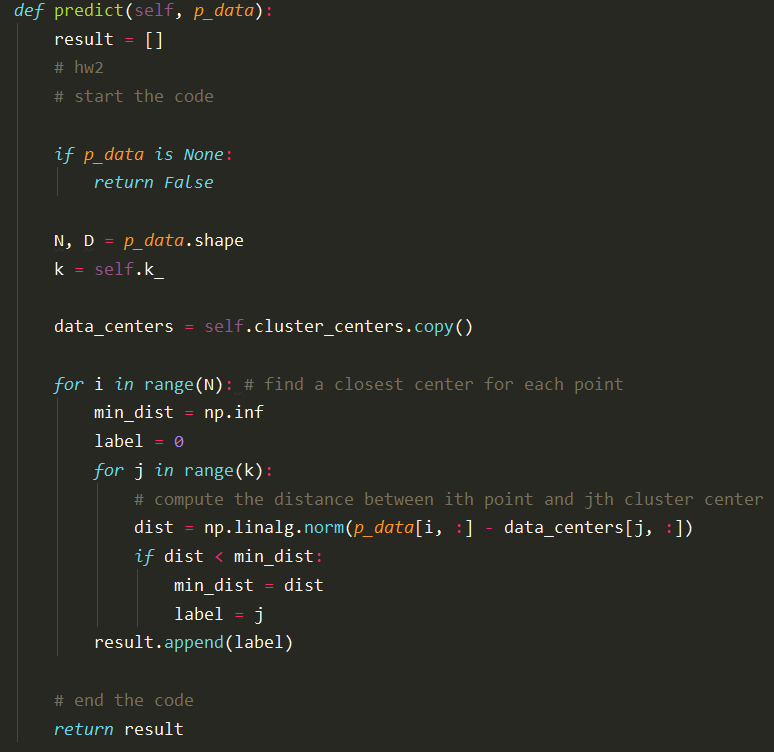 def predict(self, p_data):
    result = []
    # hw2
    # start the code

    if p_data is None:
        return False

    N, D = p_data.shape
    k = self.k_

    data_centers = self.cluster_centers.copy()

    for i in range(N): # find a closest center for each point
        min_dist = np.inf
        label = 0
        for j in range(k):
            # compute the distance between ith point and jth cluster center
            dist = np.linalg.norm(p_data[i, :] - data_centers[j, :])
            if dist < min_dist:
                min_dist = dist
                label = j
        result.append(label)

    # end the code
    return result